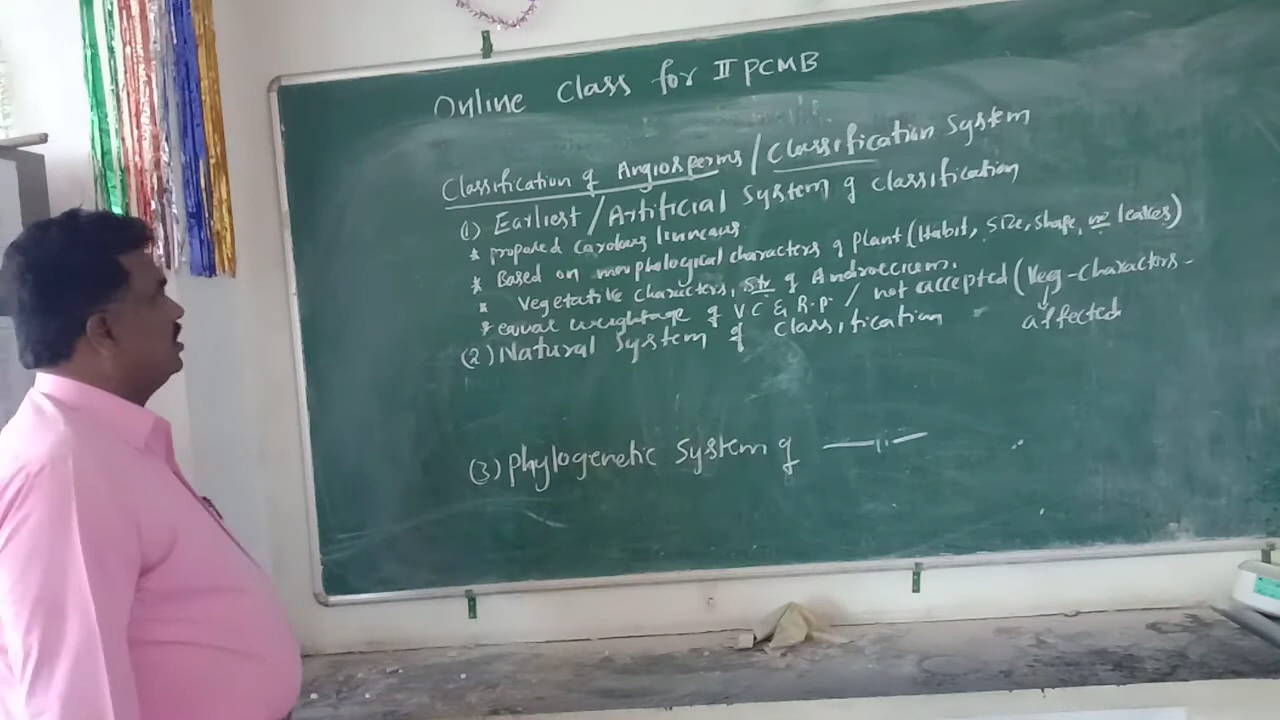 Online Class for II PCMB
Classification of Angiosperms / Classification System
(1) Earliest / Artificial System of classification
* proposed Carolous linneaus
* Based on morphological characters of plant (Habit, Size, Shape, no leaves)
* Vegetative characters, str of Androecium.
* equal weightage of VC & R.P. / not accepted (Veg-characters-
affected
(2) Natural System of Classification
(3) Phylogenetic System of —"—